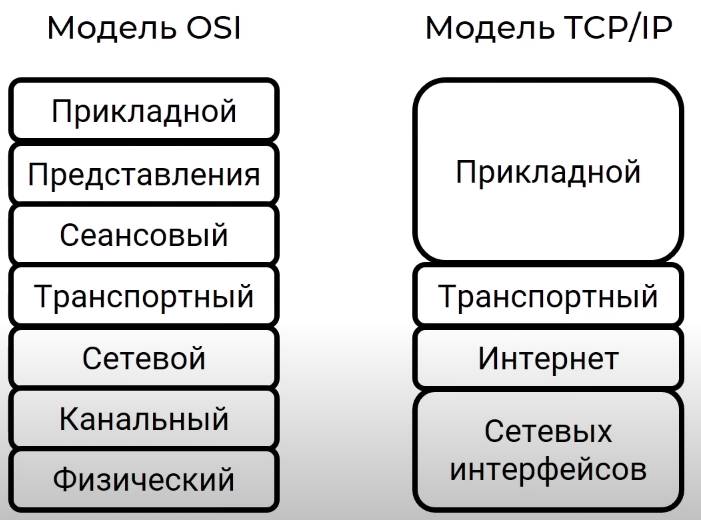 Модель OSI
Прикладной
Представления
Сеансовый
Транспортный
Сетевой
Канальный
Физический
Модель TCP/IP
Прикладной
Транспортный
Интернет
Сетевых
интерфейсов